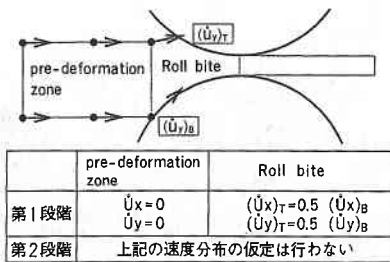 (U̇y)T
pre-deformation zone
Roll bite
(U̇y)B
pre-deformation zone
Roll bite
第1段階
U̇x=0
U̇y=0
(U̇x)T=0.5 (U̇x)B
(U̇y)T=0.5 (U̇y)B
第2段階
上記の速度分布の仮定は行わない